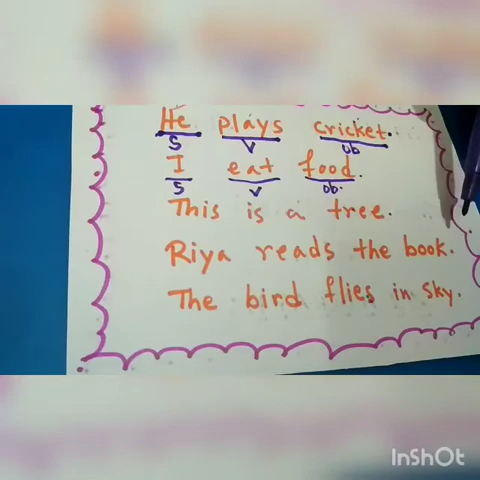 He plays cricket.
S V ob
I eat food.
S V ob.
This is a tree.
Riya reads the book.
The bird flies in sky.
InShOt